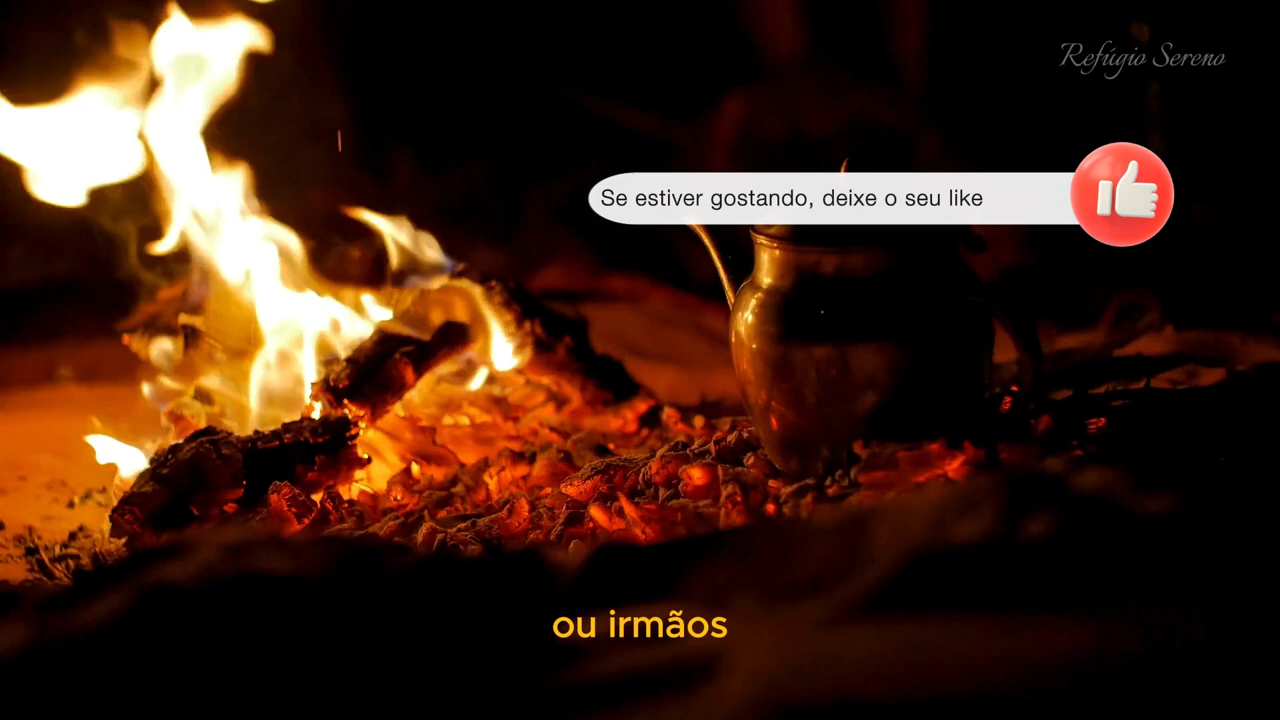 Refúgio Sereno
Se estiver gostando, deixe o seu like
ou irmãos